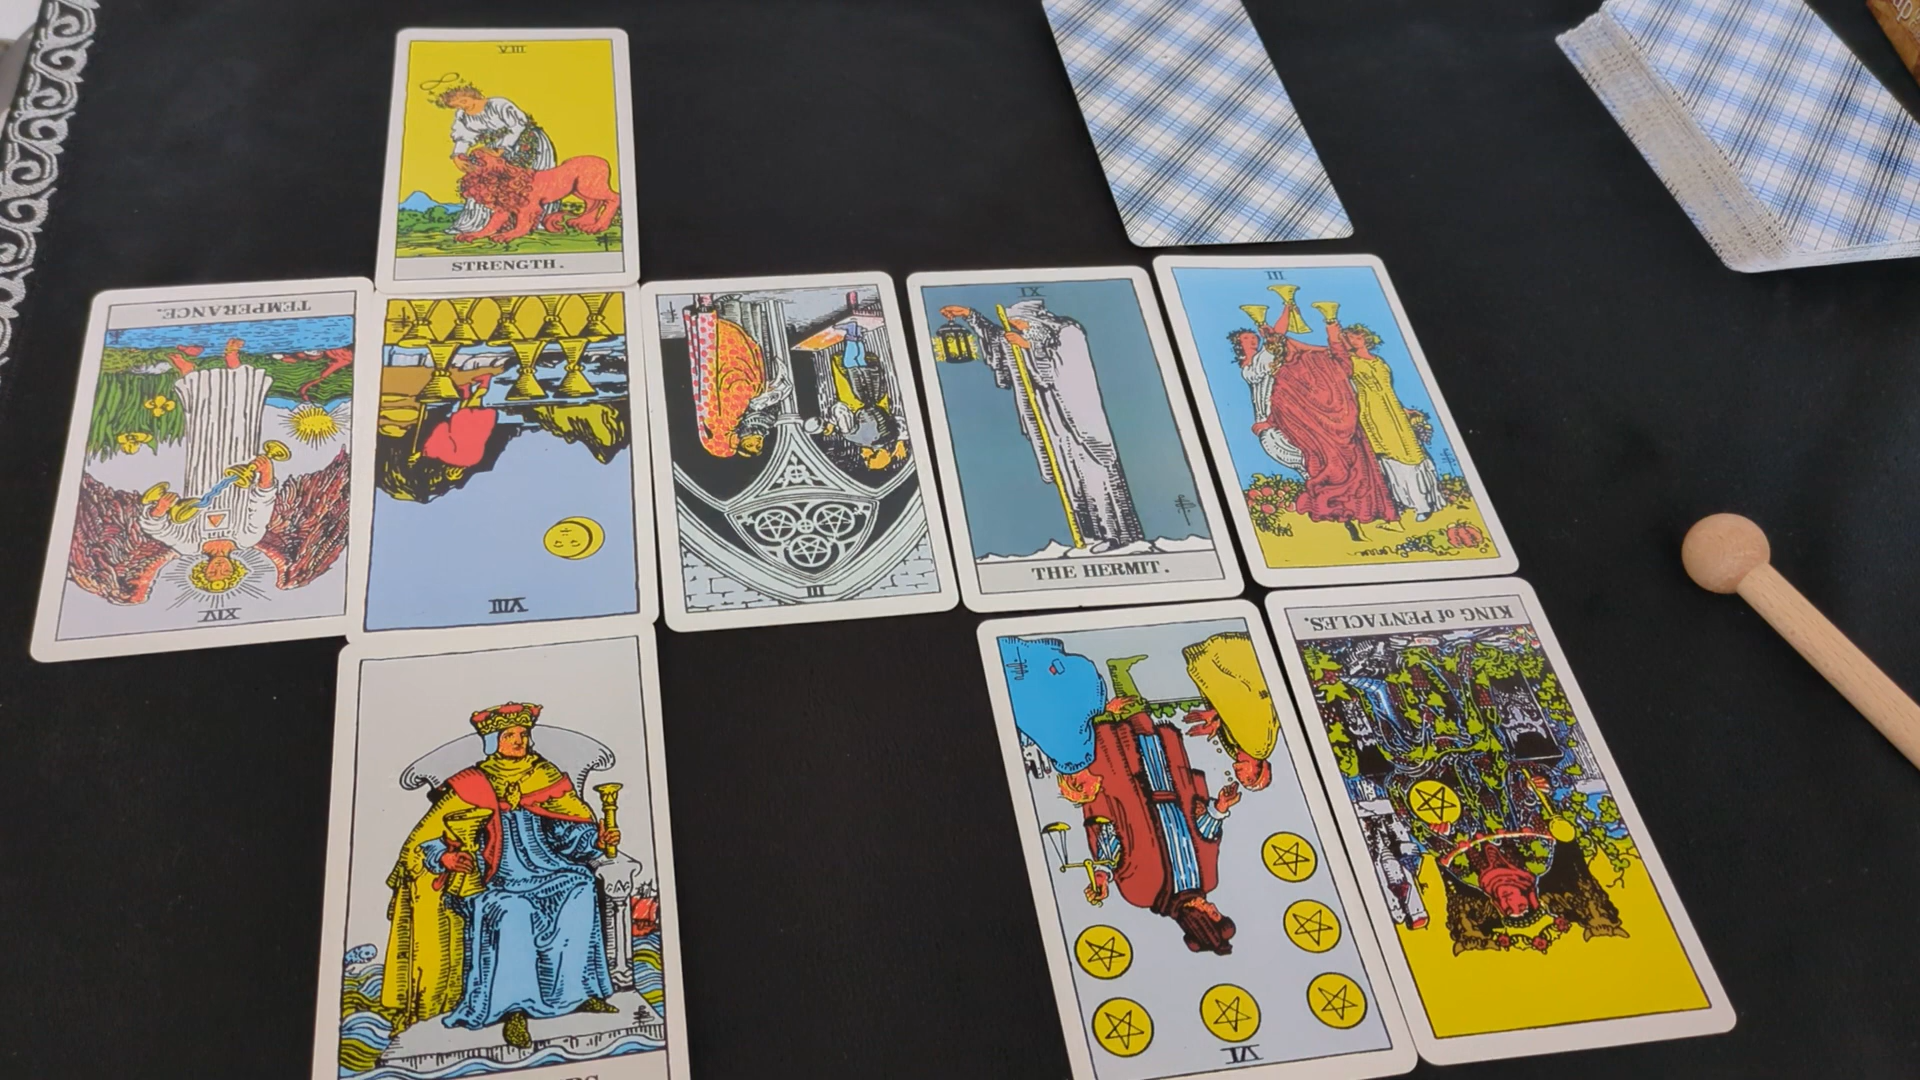 VIII
STRENGTH.
TEMPERANCE.
XIV
VIII
III
IX
THE HERMIT.
III
VI
KING of PENTACLES.